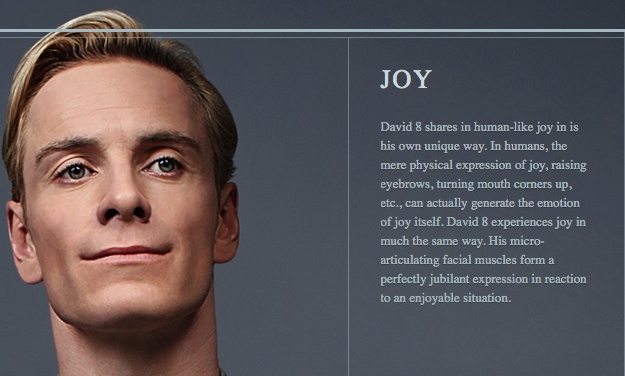 JOY
David 8 shares in human-like joy in is
his own unique way. In humans, the
mere physical expression of joy, raising
eyebrows, turning mouth corners up,
etc., can actually generate the emotion
of joy itself. David 8 experiences joy in
much the same way. His micro-
articulating facial muscles form a
perfectly jubilant expression in reaction
to an enjoyable situation.